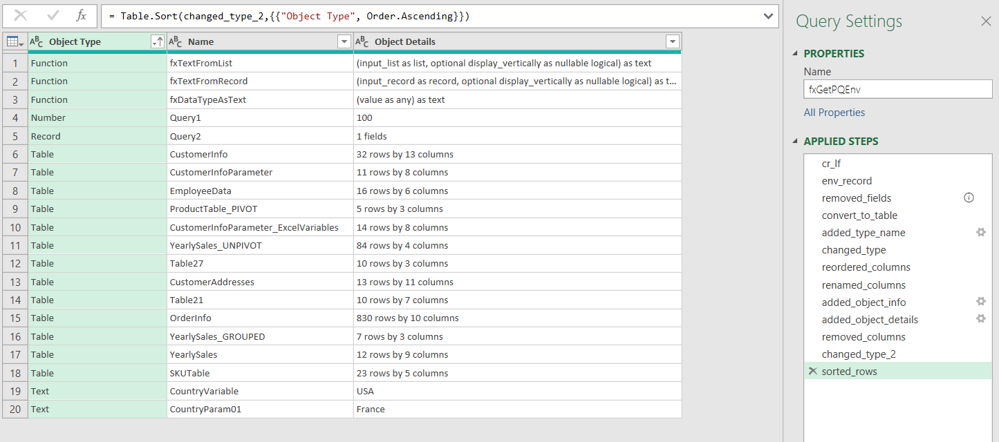 fx = Table.Sort(changed_type_2,{{"Object Type", Order.Ascending}})
ABC Object Type ABC Name ABC Object Details
1 Function fxTextFromList (input_list as list, optional display_vertically as nullable logical) as text
2 Function fxTextFromRecord (input_record as record, optional display_vertically as nullable logical) as t...
3 Function fxDataTypeAsText (value as any) as text
4 Number Query1 100
5 Record Query2 1 fields
6 Table CustomerInfo 32 rows by 13 columns
7 Table CustomerInfoParameter 11 rows by 8 columns
8 Table EmployeeData 16 rows by 6 columns
9 Table ProductTable_PIVOT 5 rows by 3 columns
10 Table CustomerInfoParameter_ExcelVariables 14 rows by 8 columns
11 Table YearlySales_UNPIVOT 84 rows by 4 columns
12 Table Table27 10 rows by 3 columns
13 Table CustomerAddresses 13 rows by 11 columns
14 Table Table21 10 rows by 7 columns
15 Table OrderInfo 830 rows by 10 columns
16 Table YearlySales_GROUPED 7 rows by 3 columns
17 Table YearlySales 12 rows by 9 columns
18 Table SKUTable 23 rows by 5 columns
19 Text CountryVariable USA
20 Text CountryParam01 France
Query Settings
PROPERTIES
Name
fxGetPQEnv
All Properties
APPLIED STEPS
cr_lf
env_record
removed_fields
convert_to_table
added_type_name
changed_type
reordered_columns
renamed_columns
added_object_info
added_object_details
removed_columns
changed_type_2
sorted_rows